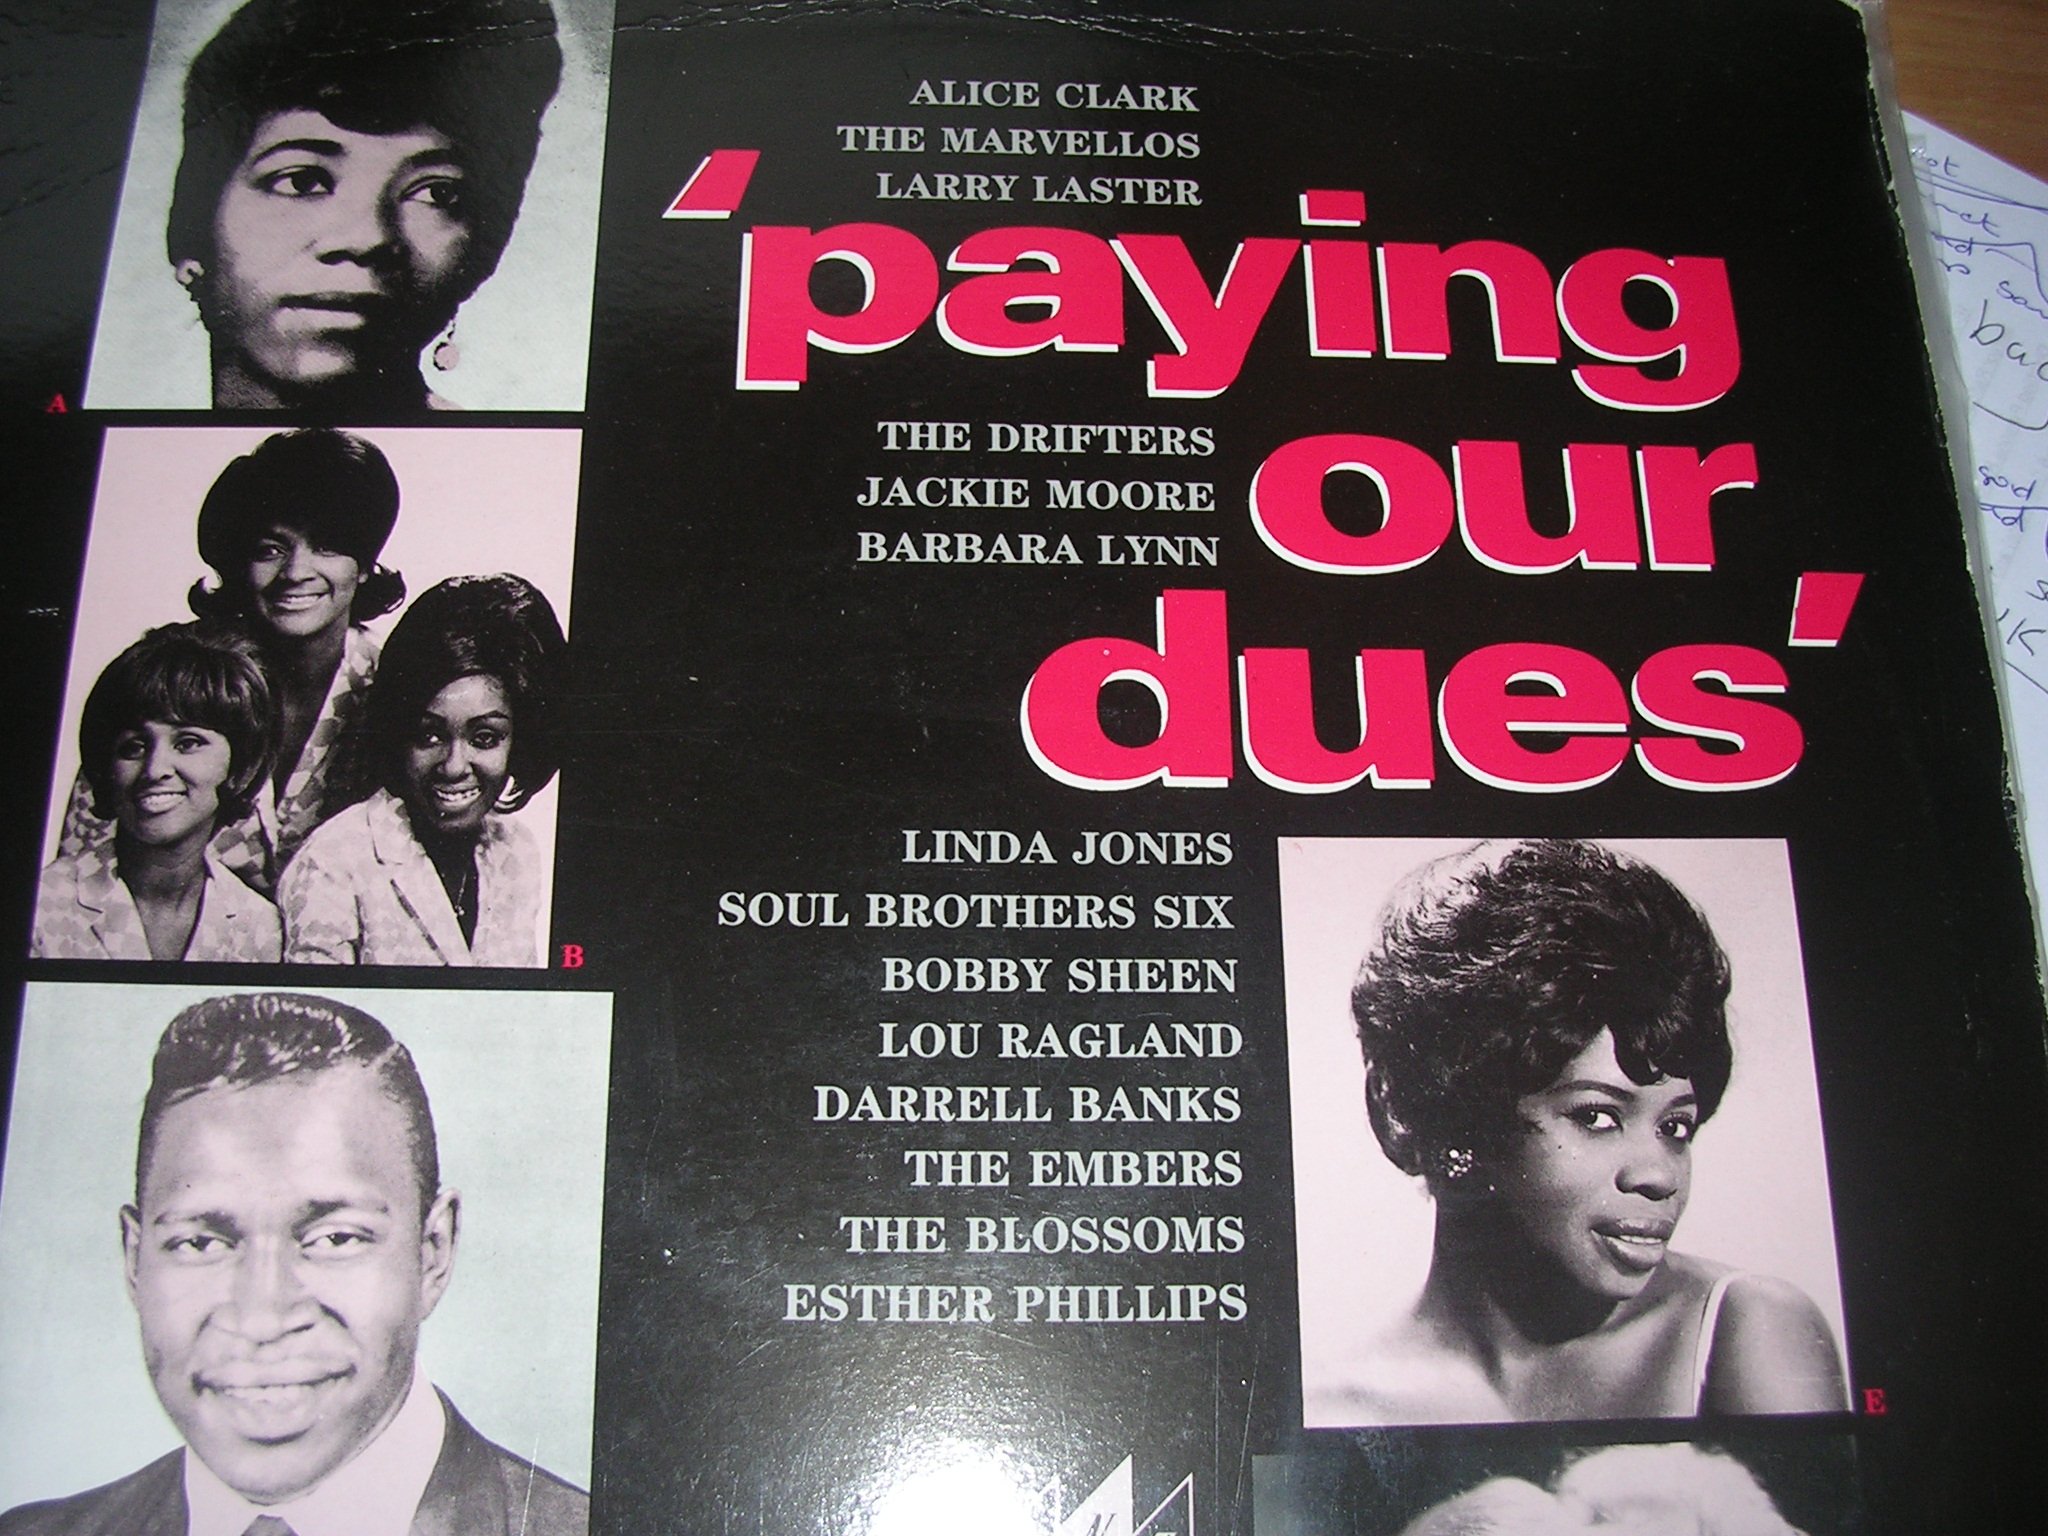 ALICE CLARK
THE MARVELLOS
LARRY LASTER
'paying
THE DRIFTERS
JACKIE MOORE
BARBARA LYNN
our
dues'
LINDA JONES
SOUL BROTHERS SIX
BOBBY SHEEN
LOU RAGLAND
DARRELL BANKS
THE EMBERS
THE BLOSSOMS
ESTHER PHILLIPS
A
B
E